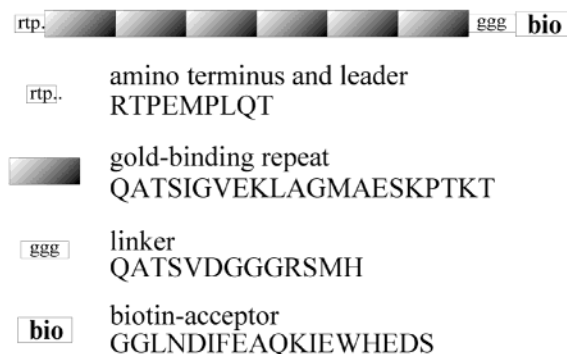 rtp. ggg bio
rtp.. amino terminus and leader
RTPEMPLQT
gold-binding repeat
QATSIGVEKLAGMAESKPTKT
ggg linker
QATSVDGGGRSMH
bio biotin-acceptor
GGLNDIFEAQKIEWHEDS